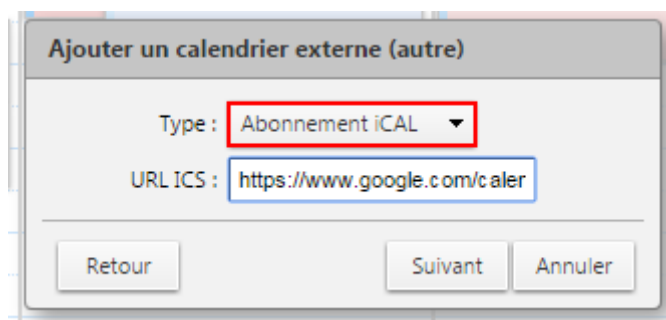 Ajouter un calendrier externe (autre)
Type : Abonnement iCAL
URL ICS : https://www.google.com/caler
Retour Suivant Annuler